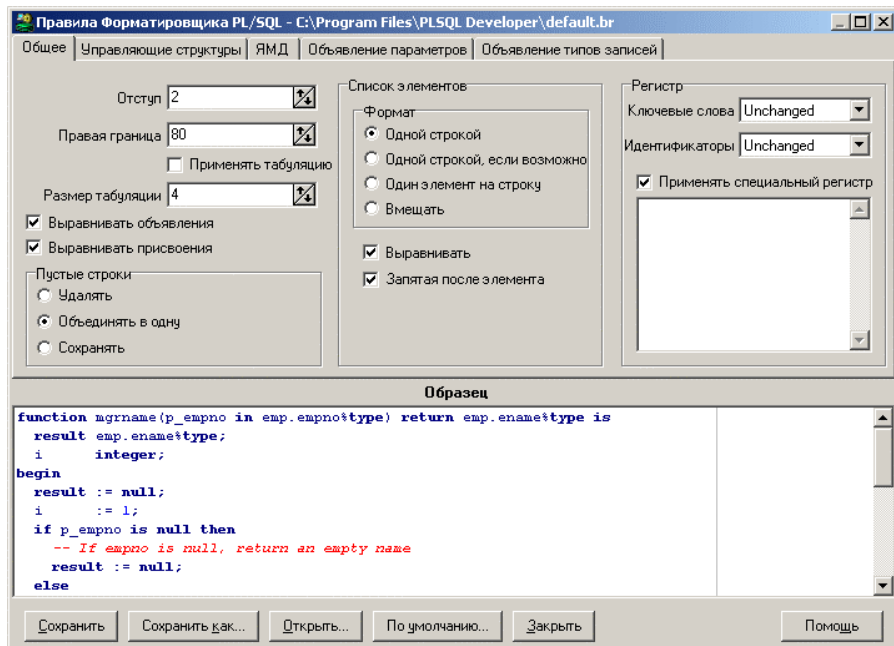 Правила Форматировщика PL/SQL - C:\Program Files\PLSQL Developer\default.br
Общее Управляющие структуры ЯМД Объявление параметров Объявление типов записей
Отступ 2
Правая граница 80
Применять табуляцию
Размер табуляции 4
Выравнивать объявления
Выравнивать присвоения
Пустые строки
Удалять
Объединять в одну
Сохранять
Список элементов
Формат
Одной строкой
Одной строкой, если возможно
Один элемент на строку
Вмещать
Выравнивать
Запятая после элемента
Регистр
Ключевые слова Unchanged
Идентификаторы Unchanged
Применять специальный регистр
Образец
function mgrname(p_empno in emp.empno%type) return emp.ename%type is
result emp.ename%type;
i integer;
begin
result := null;
i := 1;
if p_empno is null then
-- If empno is null, return an empty name
result := null;
else
Сохранить Сохранить как... Открыть... По умолчанию... Закрыть Помощь